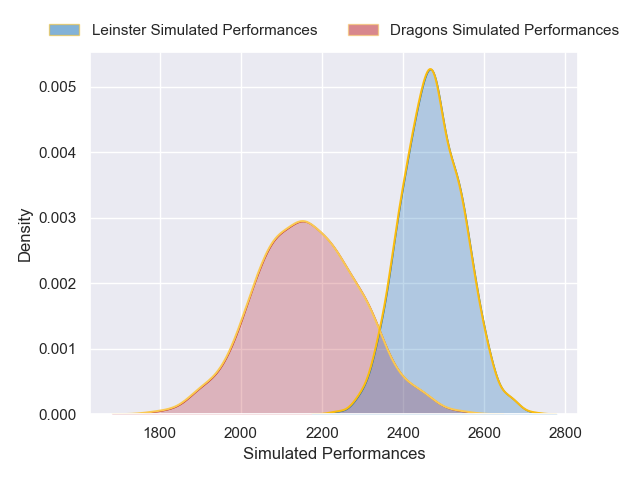 Leinster Simulated Performances Dragons Simulated Performances
0.005
0.004
0.003
0.002
0.001
0.000
Density
1800 2000 2200 2400 2600 2800
Simulated Performances